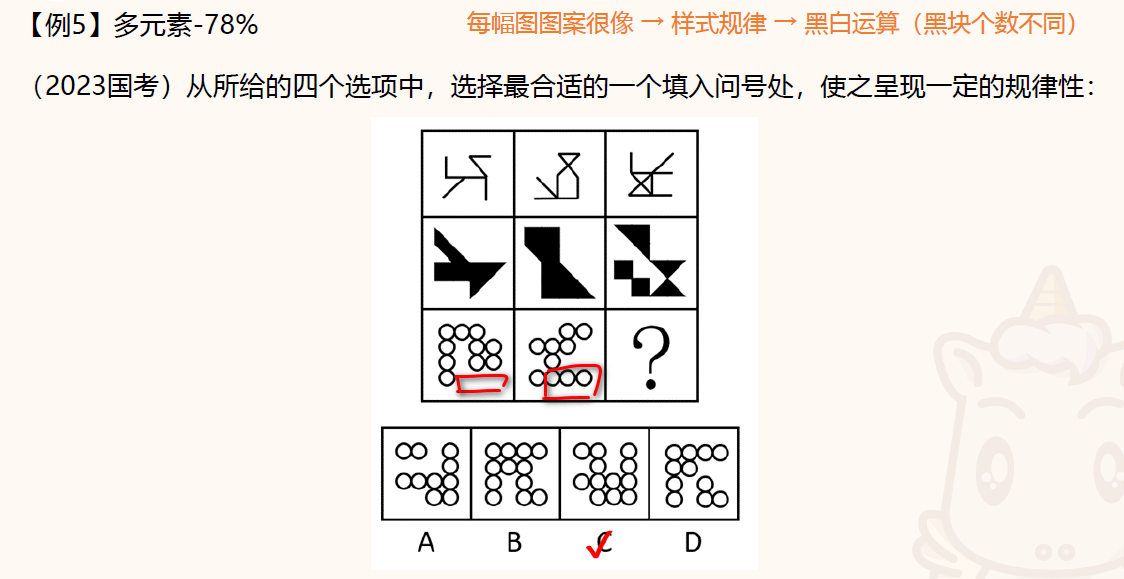 【例5】多元素-78%
每幅图图案很像 → 样式规律 → 黑白运算（黑块个数不同）
（2023国考）从所给的四个选项中，选择最合适的一个填入问号处，使之呈现一定的规律性：
?
A B C D